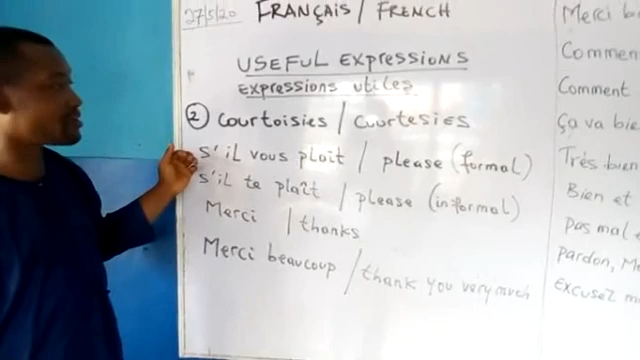 27/5/20
FRANÇAIS / FRENCH
USEFUL EXPRESSIONS
EXPRESSIONS utiles
② Courtoisies / Courtesies
s'iL vous plaît / please (formal)
s'iL te plaît / please (informal)
Merci / thanks
Merci beaucoup / thank you very much
Merci
Commen
Comment
Ça va bie
Très bien
Bien et
pas mal
Pardon, M
excusez m